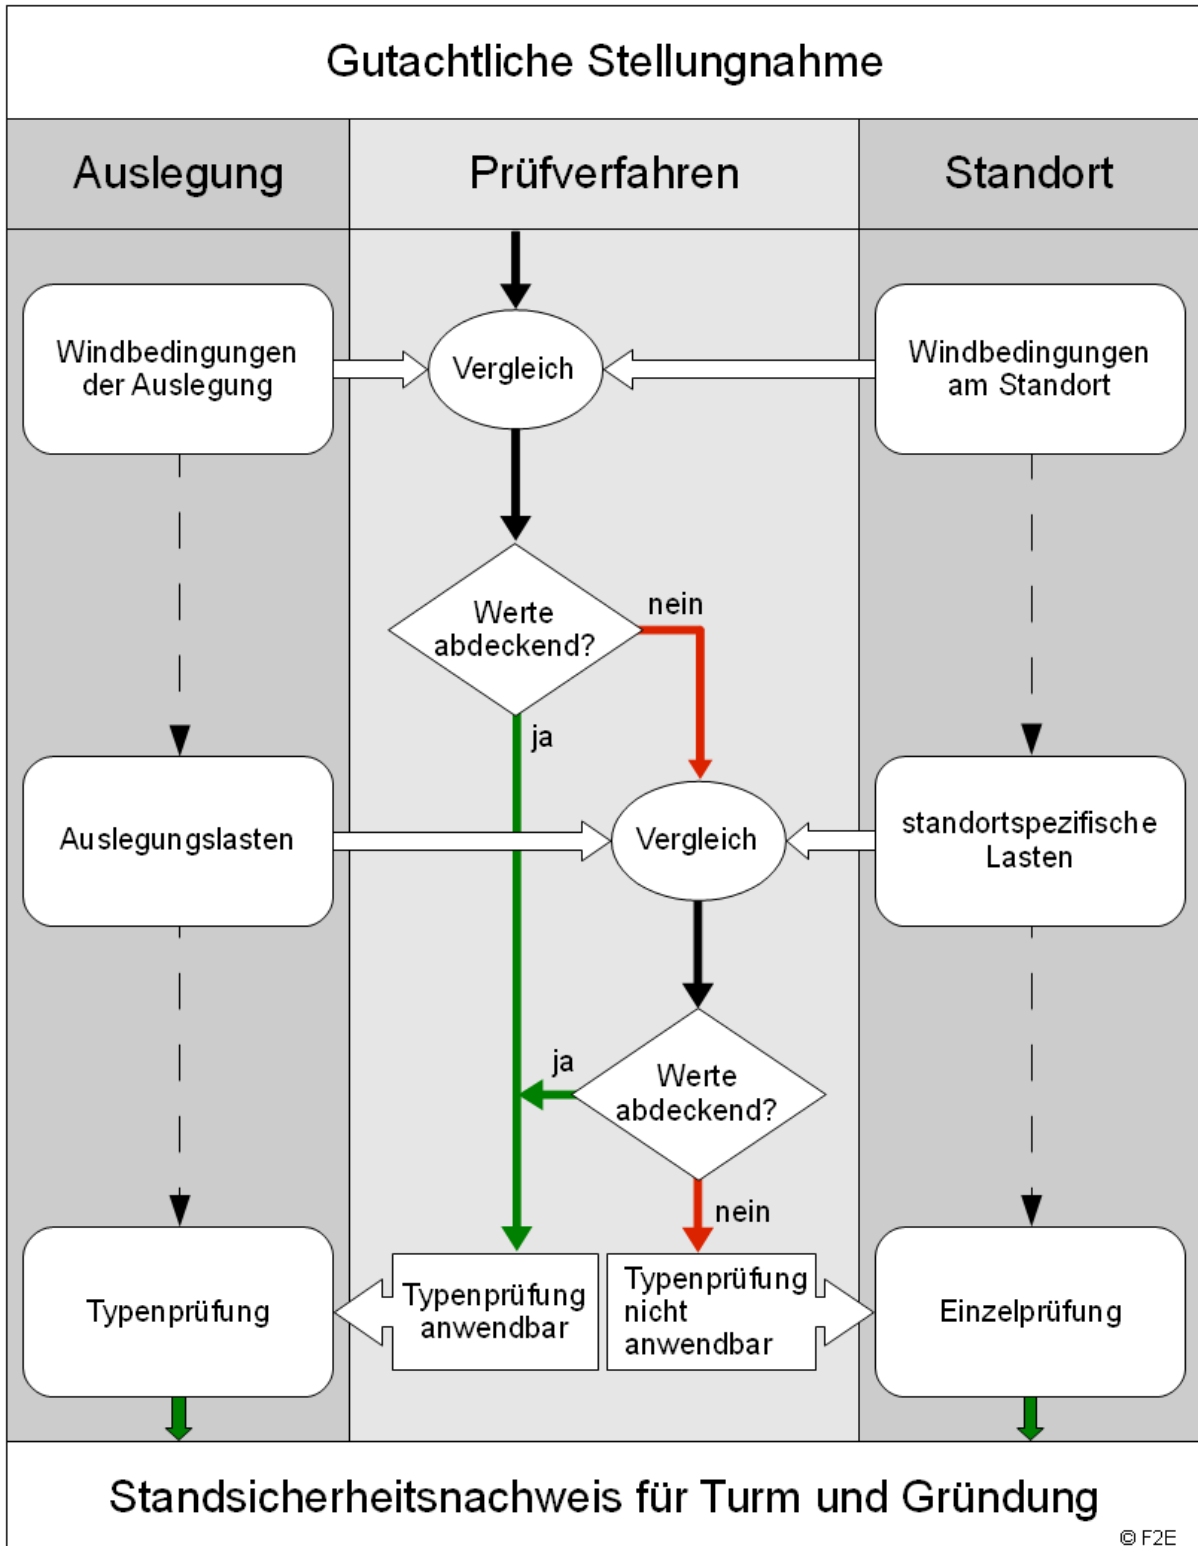 Gutachtliche Stellungnahme
Auslegung
Prüfverfahren
Standort
Windbedingungen
der Auslegung
Vergleich
Windbedingungen
am Standort
Werte
abdeckend?
nein
ja
Auslegungslasten
Vergleich
standortspezifische
Lasten
ja
Werte
abdeckend?
nein
Typenprüfung
Typenprüfung
anwendbar
Typenprüfung
nicht
anwendbar
Einzelprüfung
Standsicherheitsnachweis für Turm und Gründung
© F2E